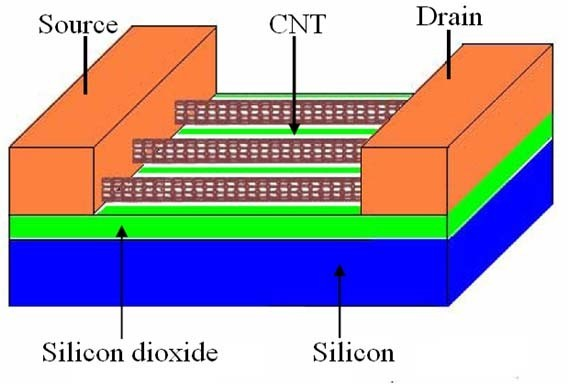 Source
CNT
Drain
Silicon dioxide
Silicon